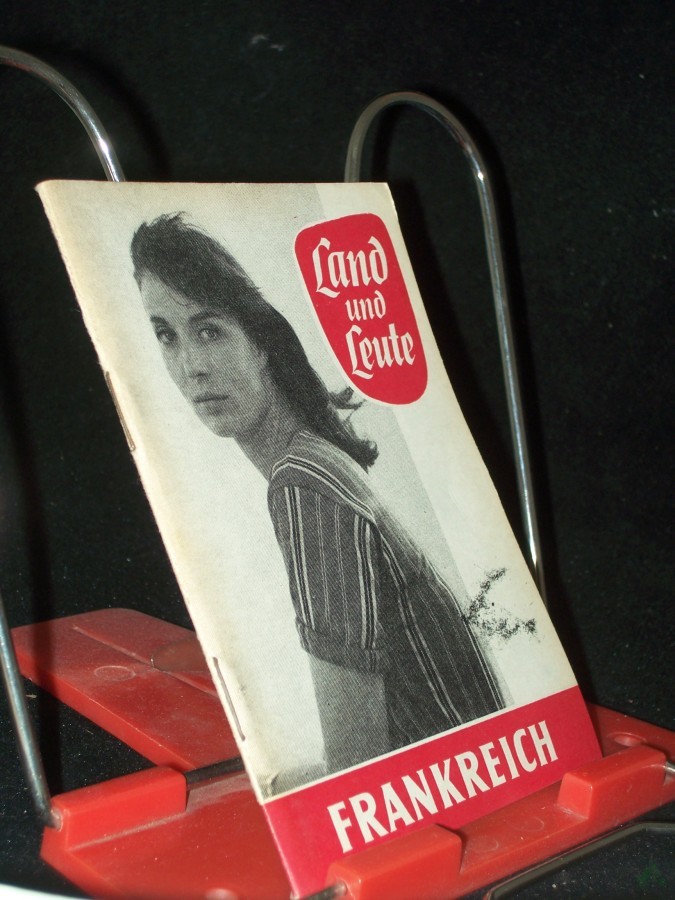 Land
und
Leute
FRANKREICH